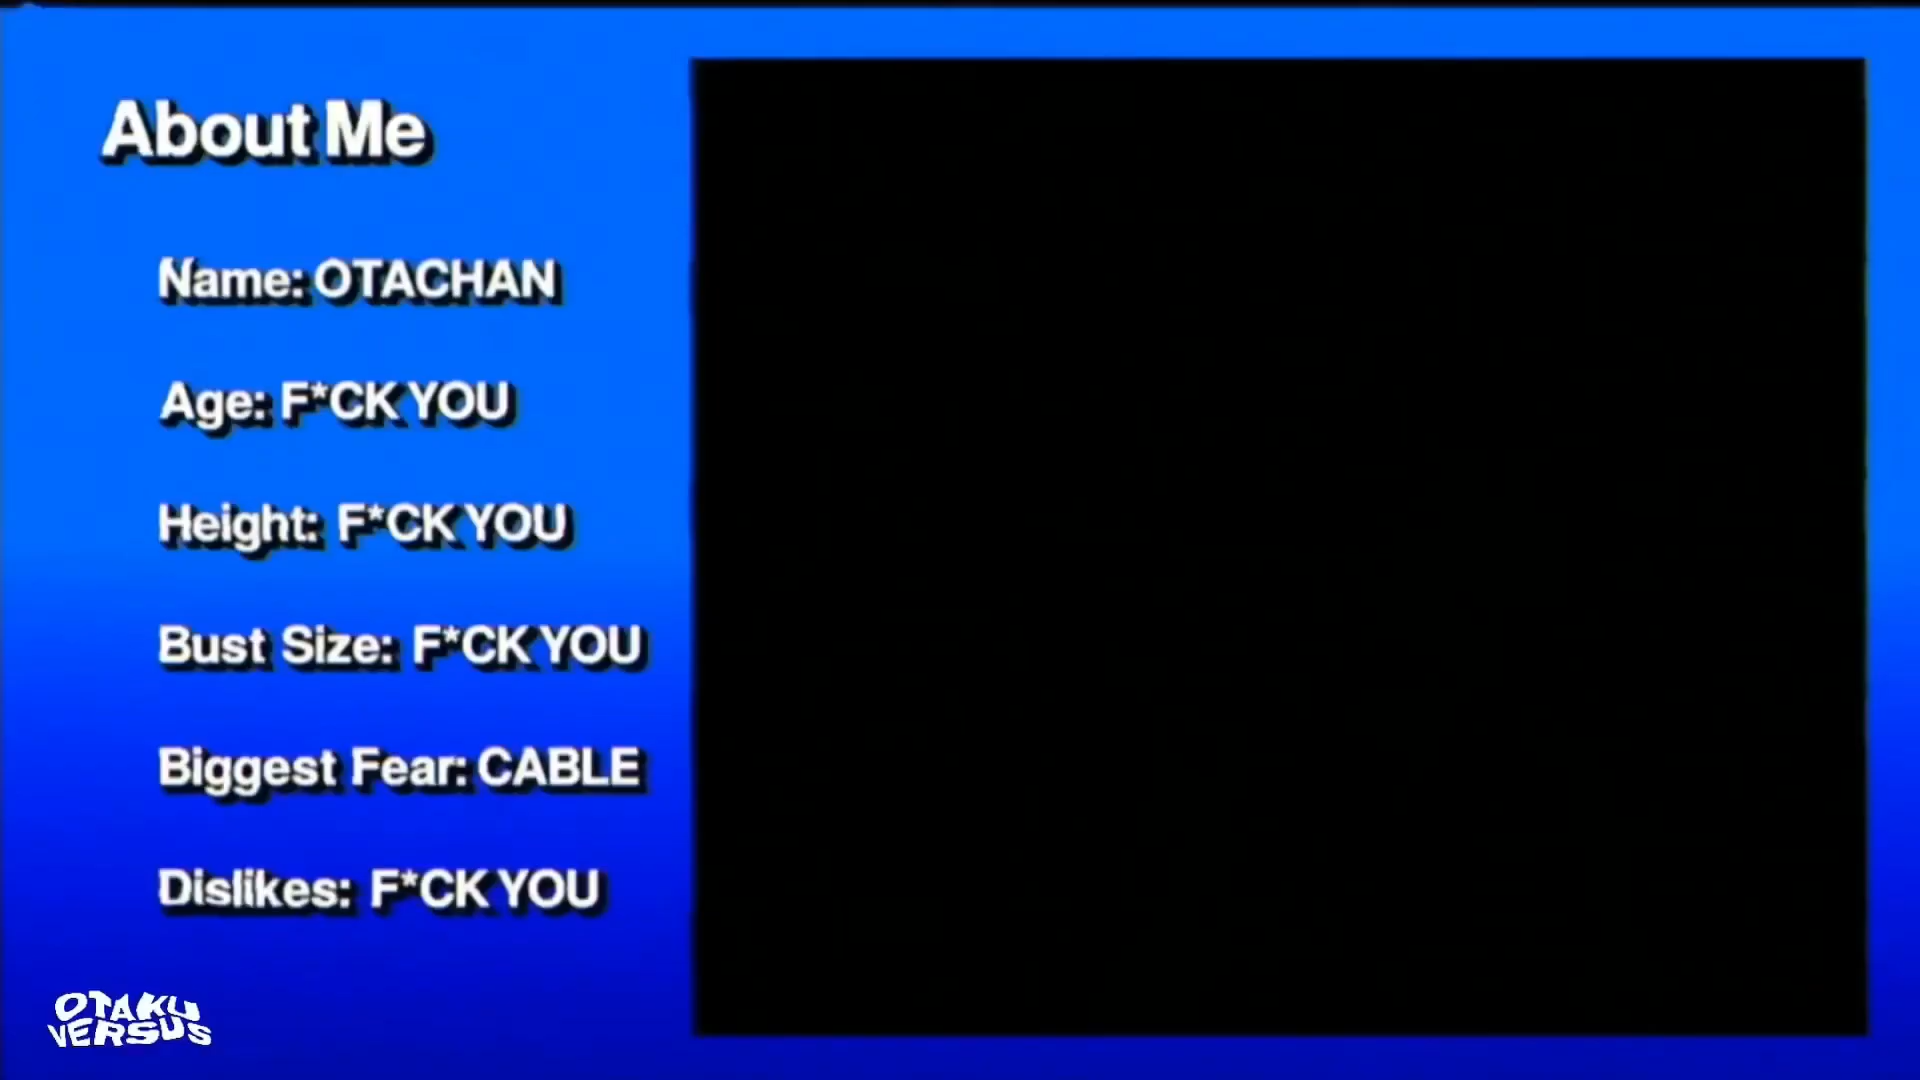 About Me
Name: OTACHAN
Age: F*CK YOU
Height: F*CK YOU
Bust Size: F*CK YOU
Biggest Fear: CABLE
Dislikes: F*CK YOU
OTAKU
VERSUS